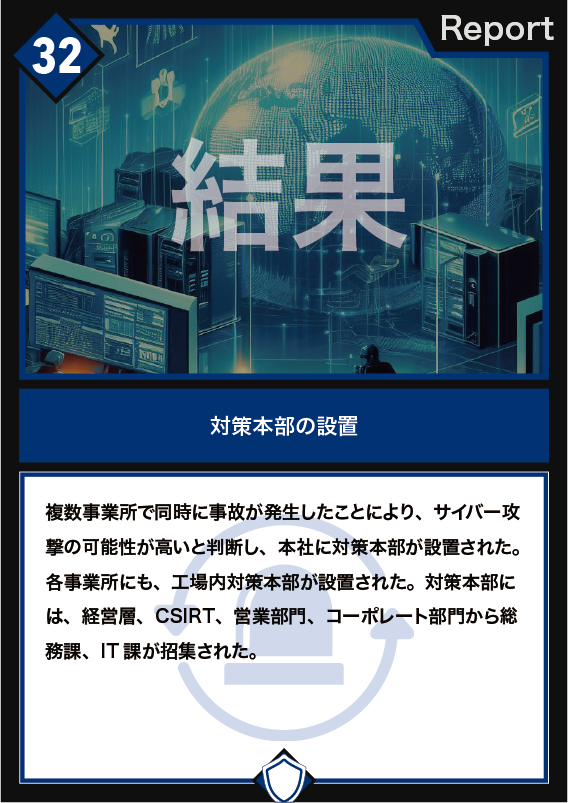 Report
32
結果
対策本部の設置
複数事業所で同時に事故が発生したことにより、サイバー攻
撃の可能性が高いと判断し、本社に対策本部が設置された。
各事業所にも、工場内対策本部が設置された。対策本部に
は、経営層、CSIRT、営業部門、コーポレート部門から総
務課、IT課が招集された。